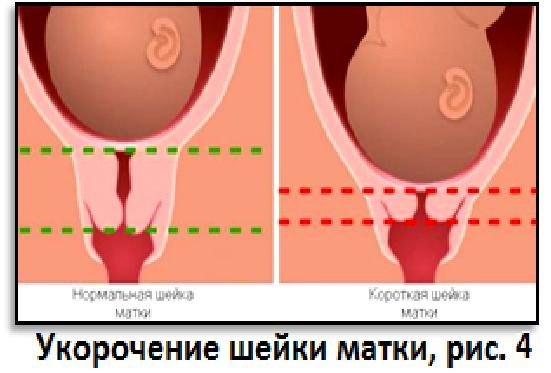 Нормальная шейка
матки
Короткая шейка
матки
Укорочение шейки матки, рис. 4